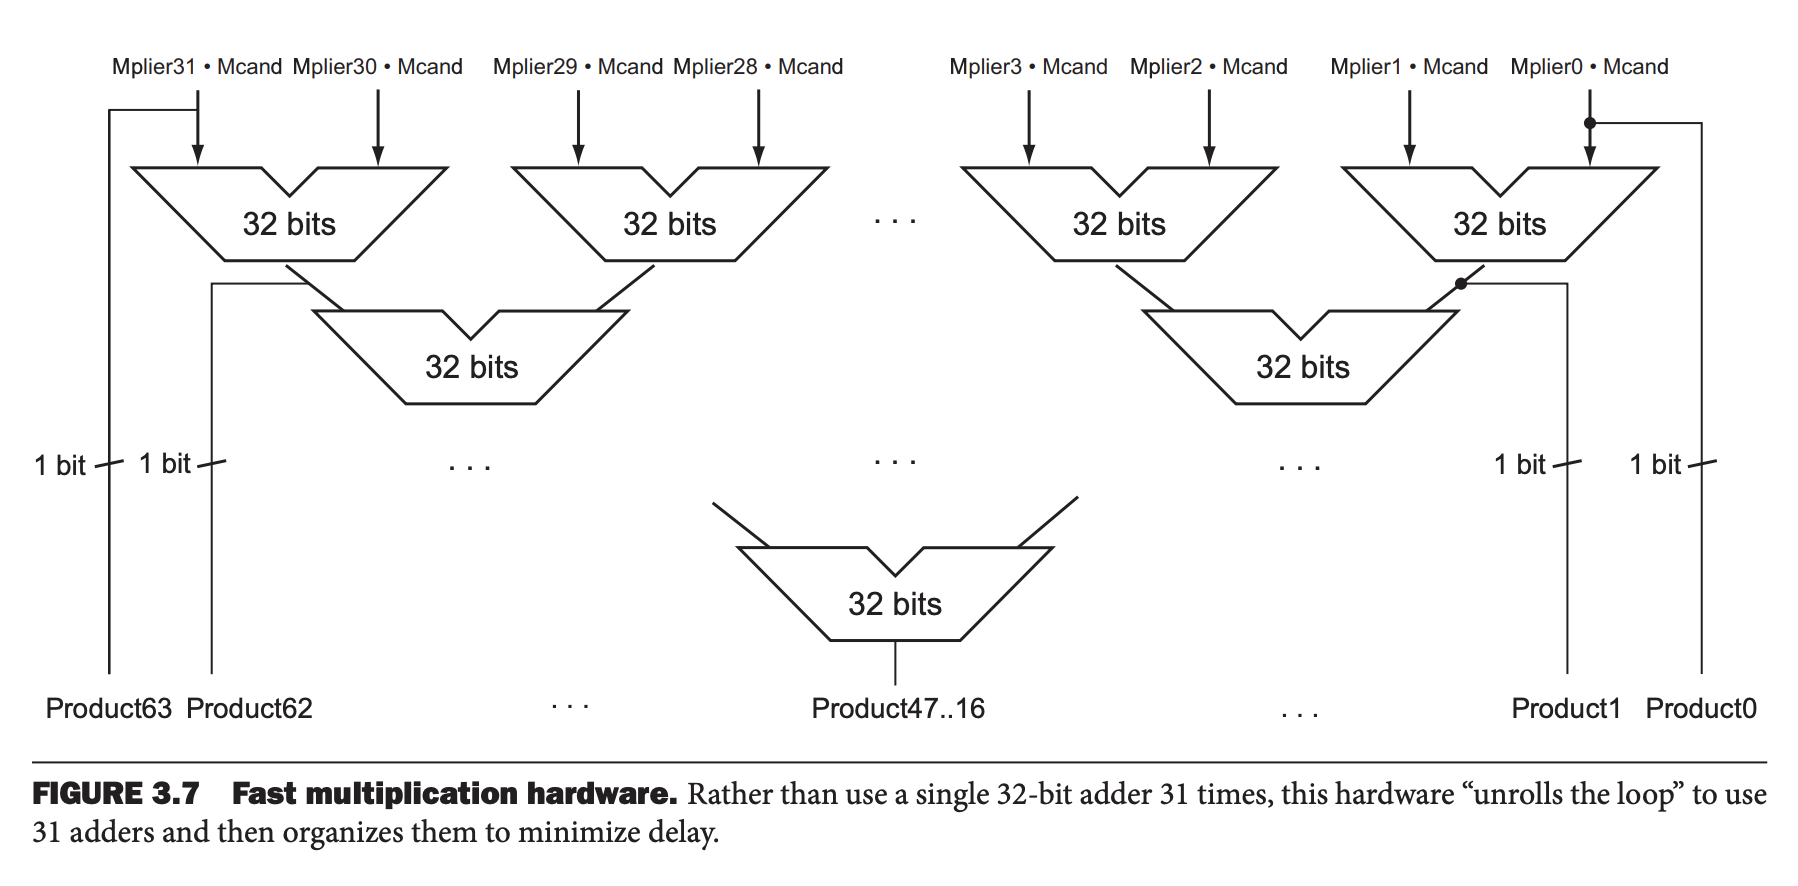 Mplier31 • Mcand Mplier30 • Mcand Mplier29 • Mcand Mplier28 • Mcand Mplier3 • Mcand Mplier2 • Mcand Mplier1 • Mcand Mplier0 • Mcand
32 bits 32 bits . . . 32 bits 32 bits
32 bits 32 bits
1 bit 1 bit . . . . . . . . . 1 bit 1 bit
32 bits
Product63 Product62 . . . Product47..16 . . . Product1 Product0
FIGURE 3.7 Fast multiplication hardware. Rather than use a single 32-bit adder 31 times, this hardware “unrolls the loop” to use
31 adders and then organizes them to minimize delay.